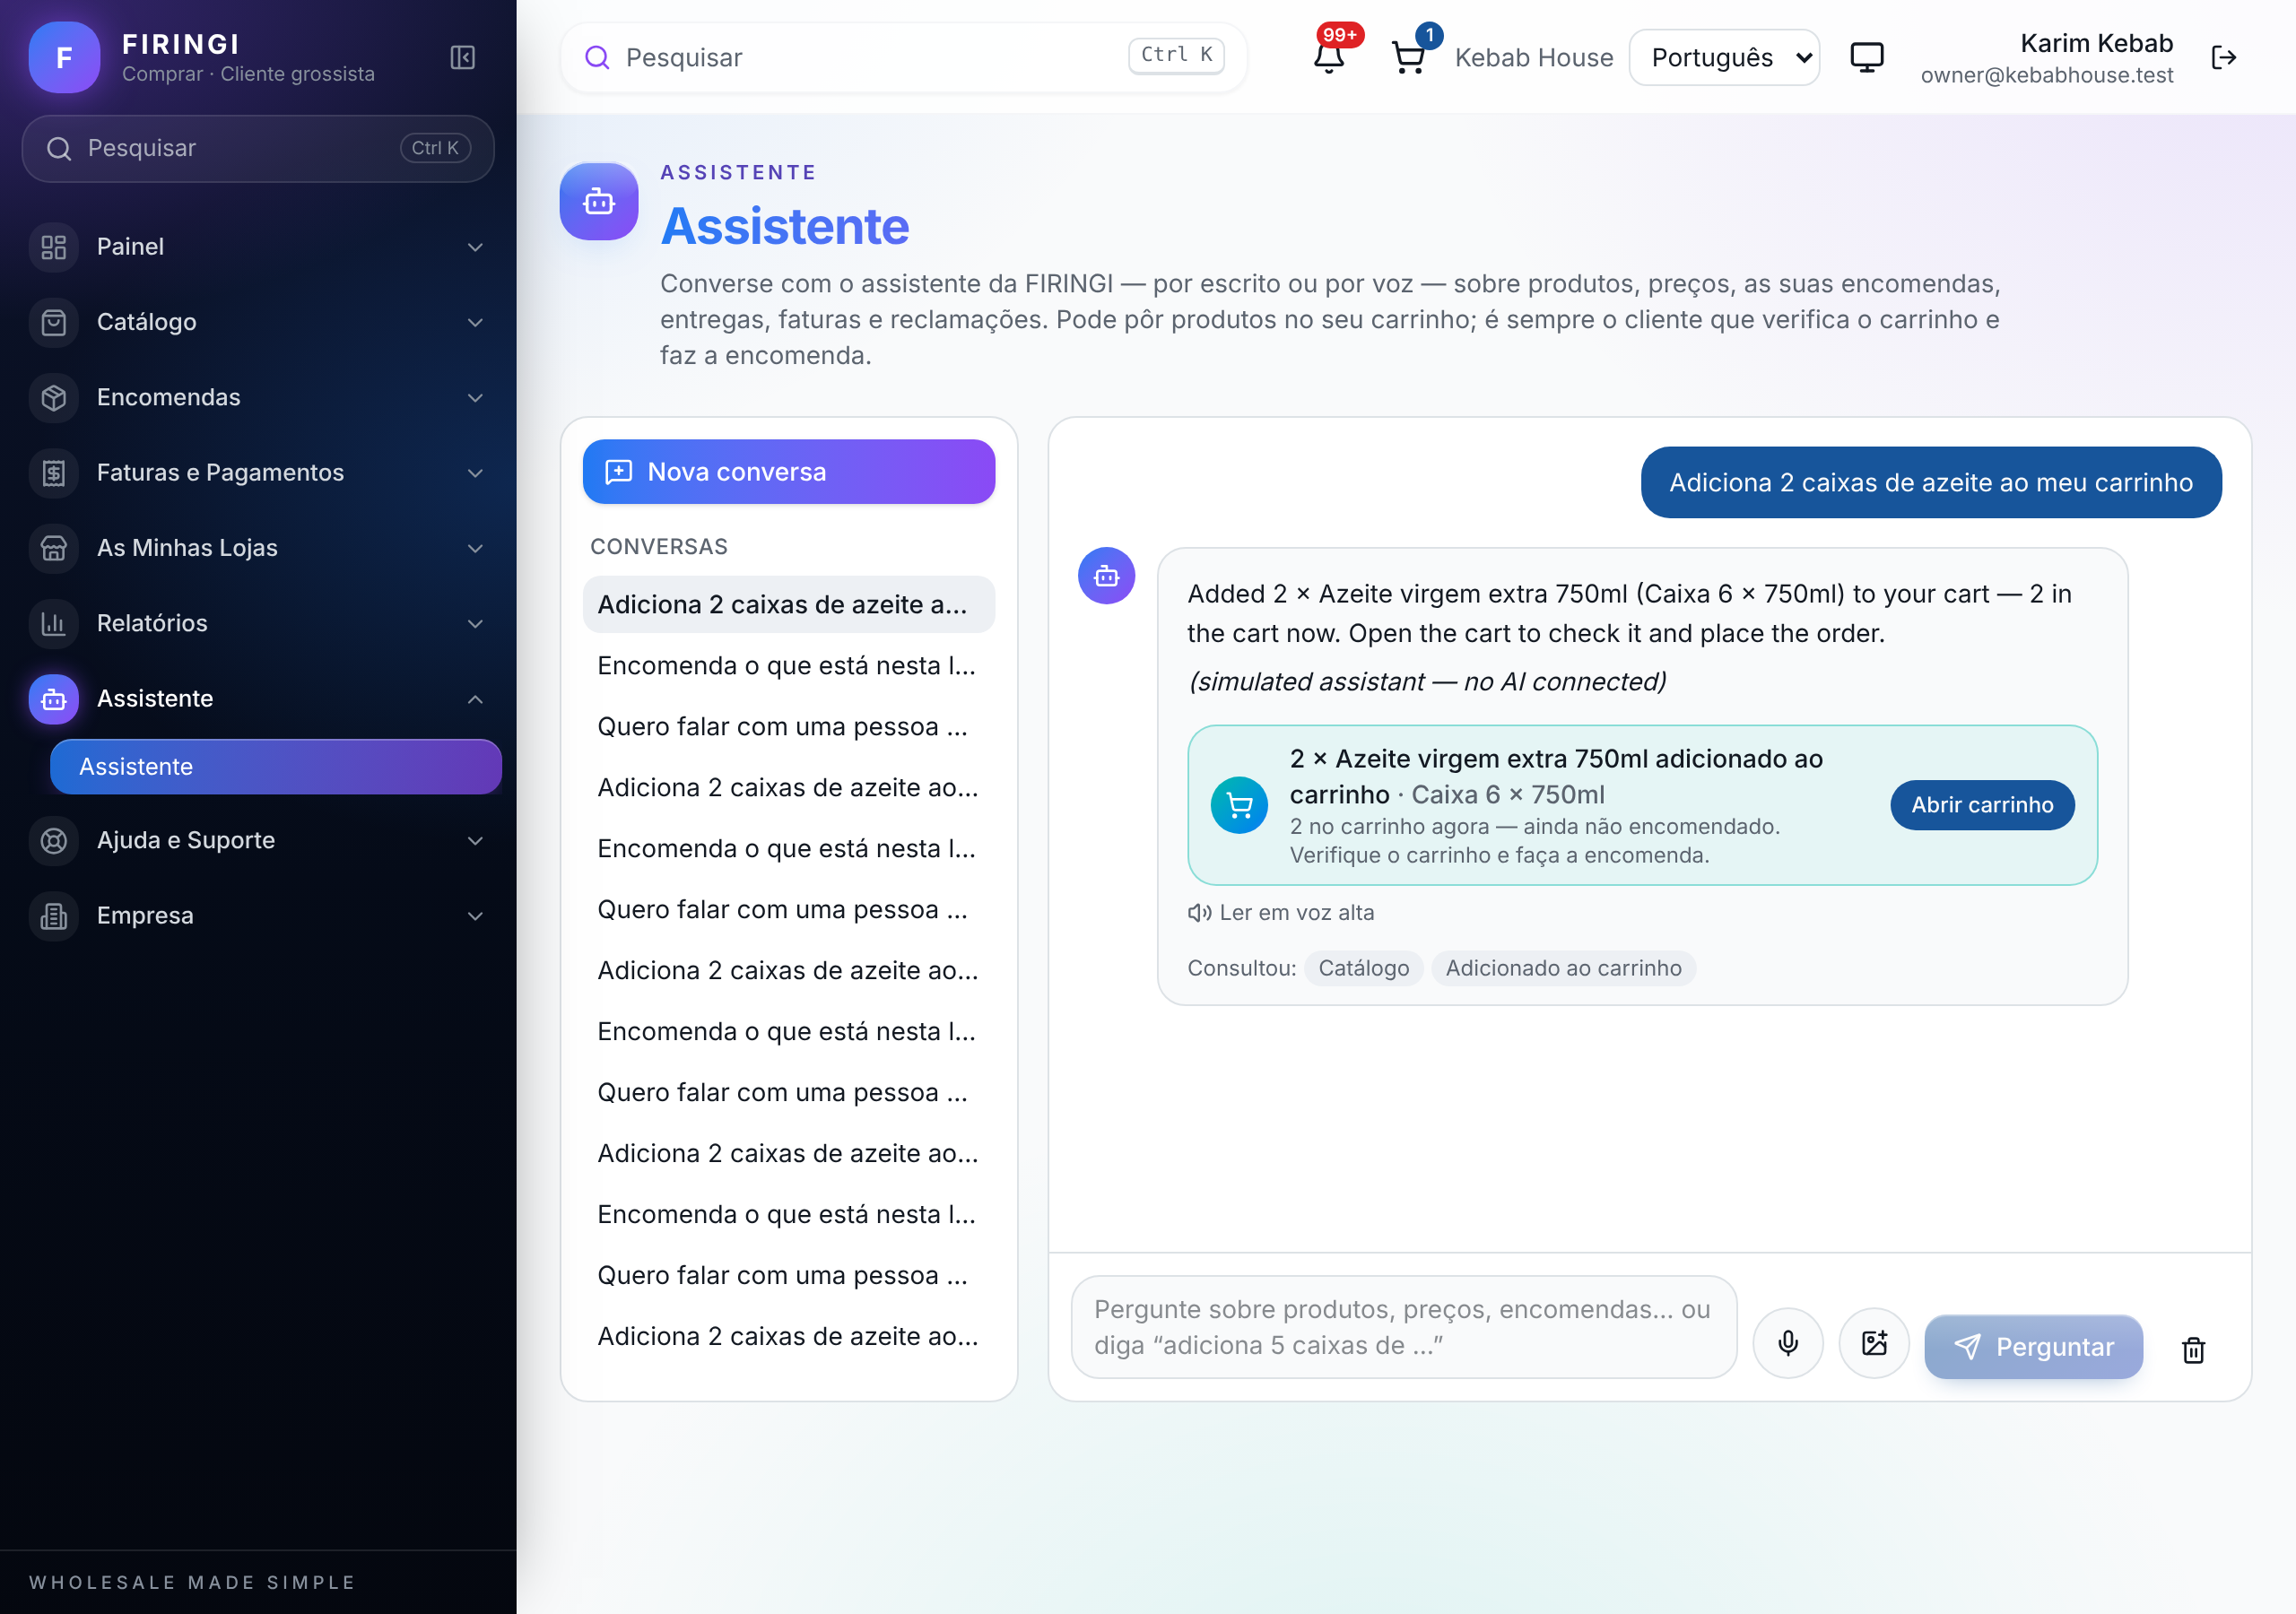 F
FIRINGI
Comprar · Cliente grossista
Pesquisar
Ctrl K
Painel
Catálogo
Encomendas
Faturas e Pagamentos
As Minhas Lojas
Relatórios
Assistente
Assistente
Ajuda e Suporte
Empresa
WHOLESALE MADE SIMPLE
Pesquisar
Ctrl K
99+
1
Kebab House
Português
Karim Kebab
owner@kebabhouse.test
ASSISTENTE
Assistente
Converse com o assistente da FIRINGI — por escrito ou por voz — sobre produtos, preços, as suas encomendas,
entregas, faturas e reclamações. Pode pôr produtos no seu carrinho; é sempre o cliente que verifica o carrinho e
faz a encomenda.
Nova conversa
CONVERSAS
Adiciona 2 caixas de azeite a...
Encomenda o que está nesta l...
Quero falar com uma pessoa ...
Adiciona 2 caixas de azeite ao...
Encomenda o que está nesta l...
Quero falar com uma pessoa ...
Adiciona 2 caixas de azeite ao...
Encomenda o que está nesta l...
Quero falar com uma pessoa ...
Adiciona 2 caixas de azeite ao...
Encomenda o que está nesta l...
Quero falar com uma pessoa ...
Adiciona 2 caixas de azeite ao...
Adiciona 2 caixas de azeite ao meu carrinho
Added 2 × Azeite virgem extra 750ml (Caixa 6 × 750ml) to your cart — 2 in
the cart now. Open the cart to check it and place the order.
(simulated assistant — no AI connected)
2 × Azeite virgem extra 750ml adicionado ao
carrinho · Caixa 6 × 750ml
2 no carrinho agora — ainda não encomendado.
Verifique o carrinho e faça a encomenda.
Abrir carrinho
Ler em voz alta
Consultou: Catálogo Adicionado ao carrinho
Pergunte sobre produtos, preços, encomendas... ou
diga “adiciona 5 caixas de ...”
Perguntar